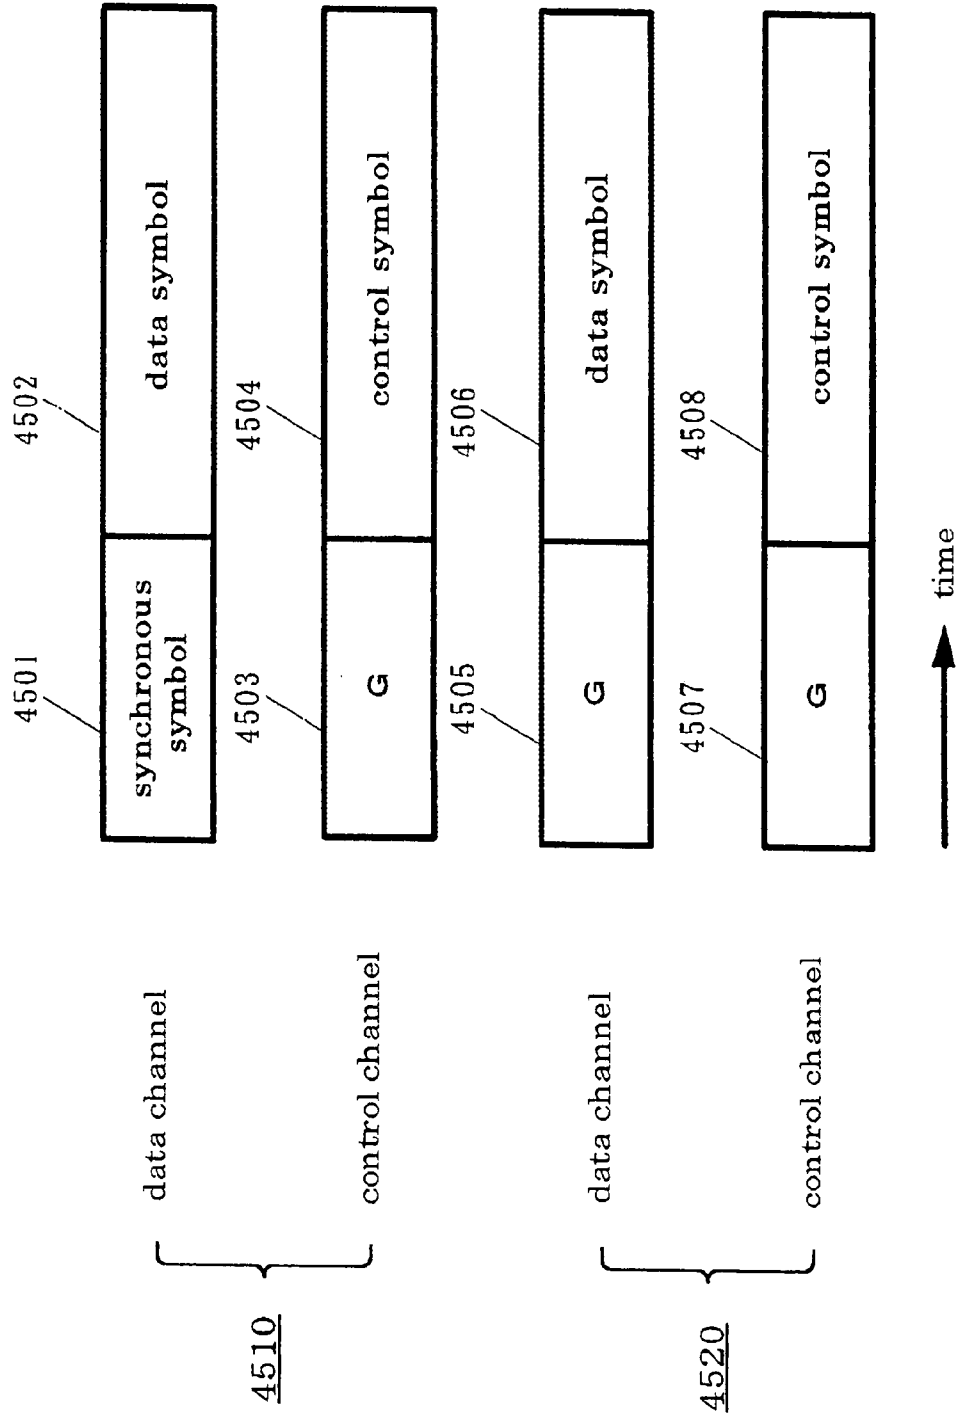 4501
4502
data channel
synchronous
symbol
data symbol
4510
4503
4504
control channel
G
control symbol
4505
4506
data channel
G
data symbol
4520
4507
4508
control channel
G
control symbol
time